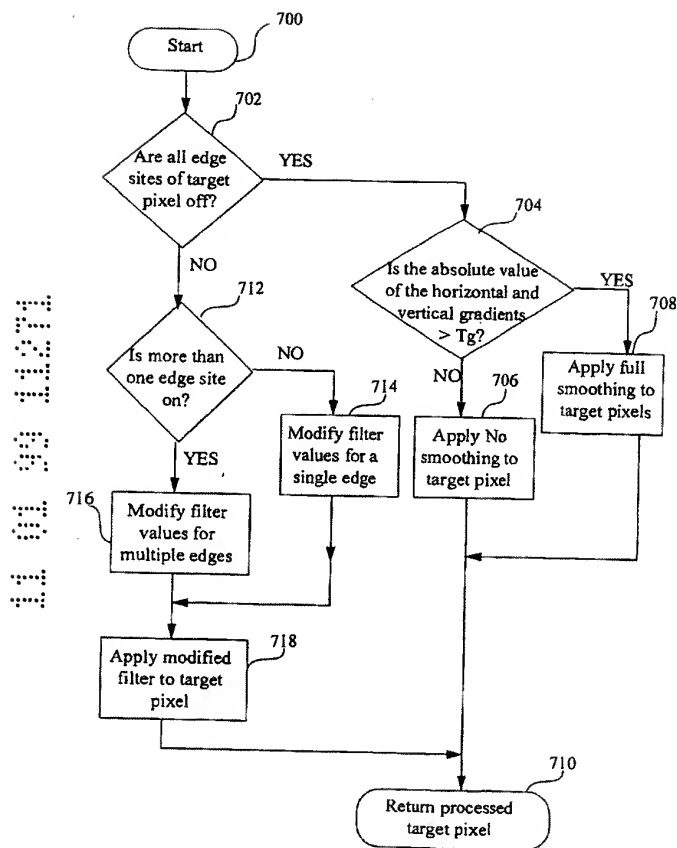 700
Start
702
Are all edge
sites of target
pixel off?
YES
NO
704
Is the absolute value
of the horizontal and
vertical gradients
> Tg?
YES
NO
708
Apply full
smoothing to
target pixels
706
Apply No
smoothing to
target pixel
712
Is more than
one edge site
on?
NO
YES
714
Modify filter
values for a
single edge
716
Modify filter
values for
multiple edges
718
Apply modified
filter to target
pixel
710
Return processed
target pixel